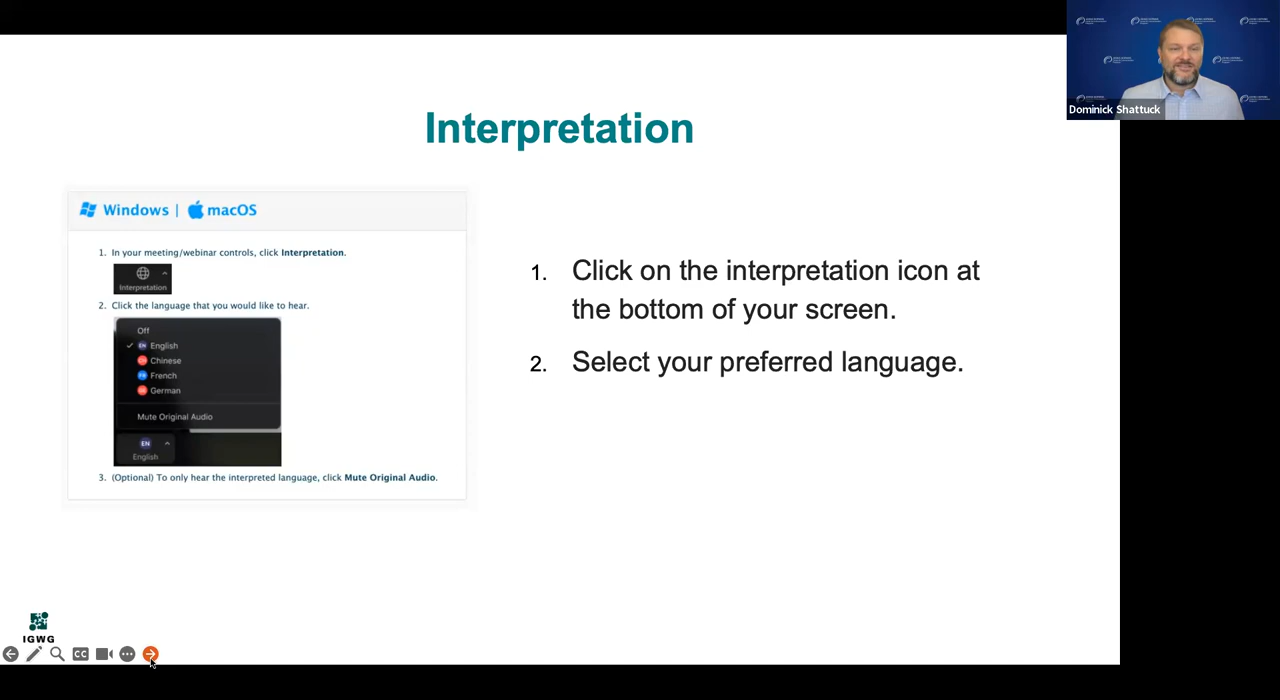 Dominick Shattuck
Interpretation
Windows | macOS
1. In your meeting/webinar controls, click Interpretation.
Interpretation
2. Click the language that you would like to hear.
Off
EN English
Chinese
French
German
Mute Original Audio
EN
English
3. (Optional) To only hear the interpreted language, click Mute Original Audio.
1. Click on the interpretation icon at
the bottom of your screen.
2. Select your preferred language.
IGWG
CC